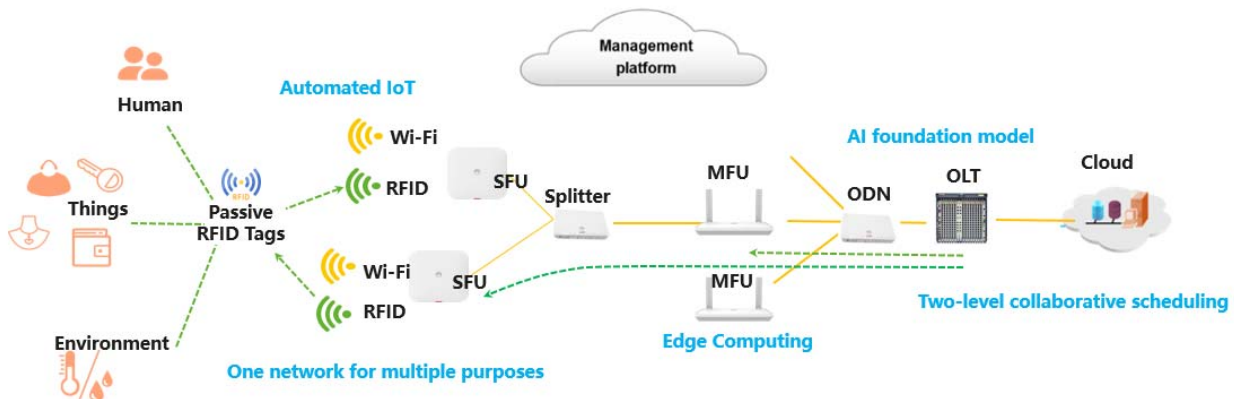 Management
platform
Human
Automated IoT
Wi-Fi
AI foundation model
Cloud
RFID
RFID
SFU
Splitter
MFU
ODN
OLT
Things
Passive
RFID Tags
Wi-Fi
SFU
RFID
MFU
Two-level collaborative scheduling
Environment
Edge Computing
One network for multiple purposes